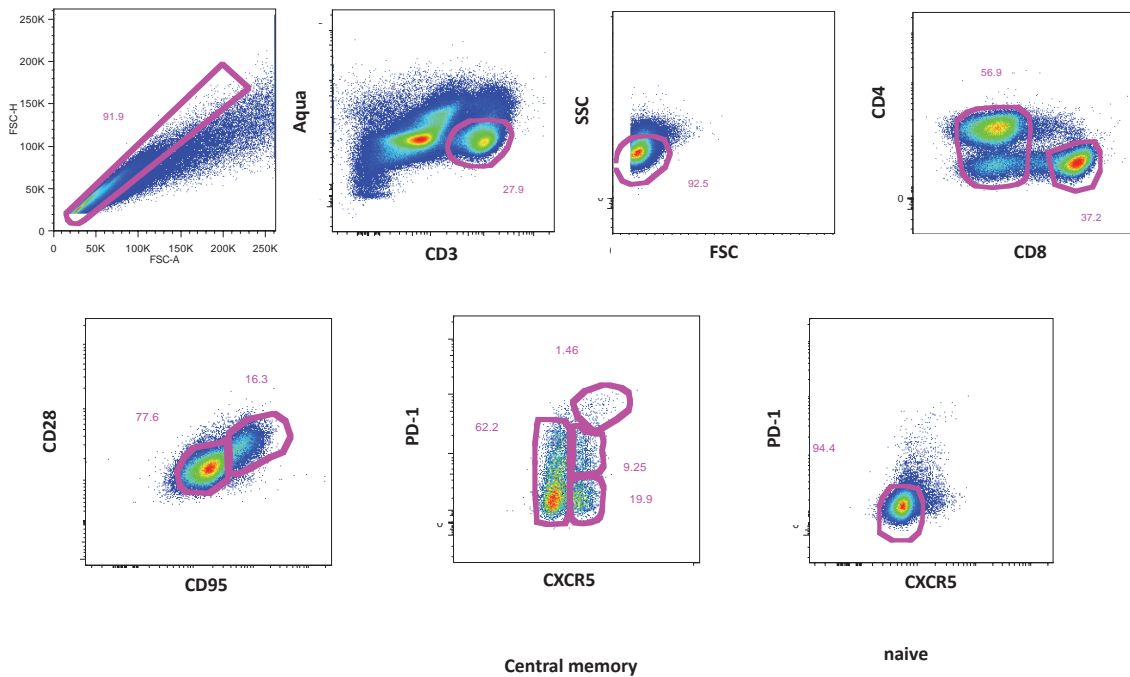 250K
200K
150K
100K
50K
0
FSC-H
91.9
0 50K 100K 150K 200K 250K
FSC-A
Aqua
27.9
CD3
SSC
92.5
FSC
CD4
56.9
0
37.2
CD8
CD28
77.6
16.3
CD95
PD-1
1.46
62.2
9.25
19.9
CXCR5
PD-1
94.4
CXCR5
Central memory
naive